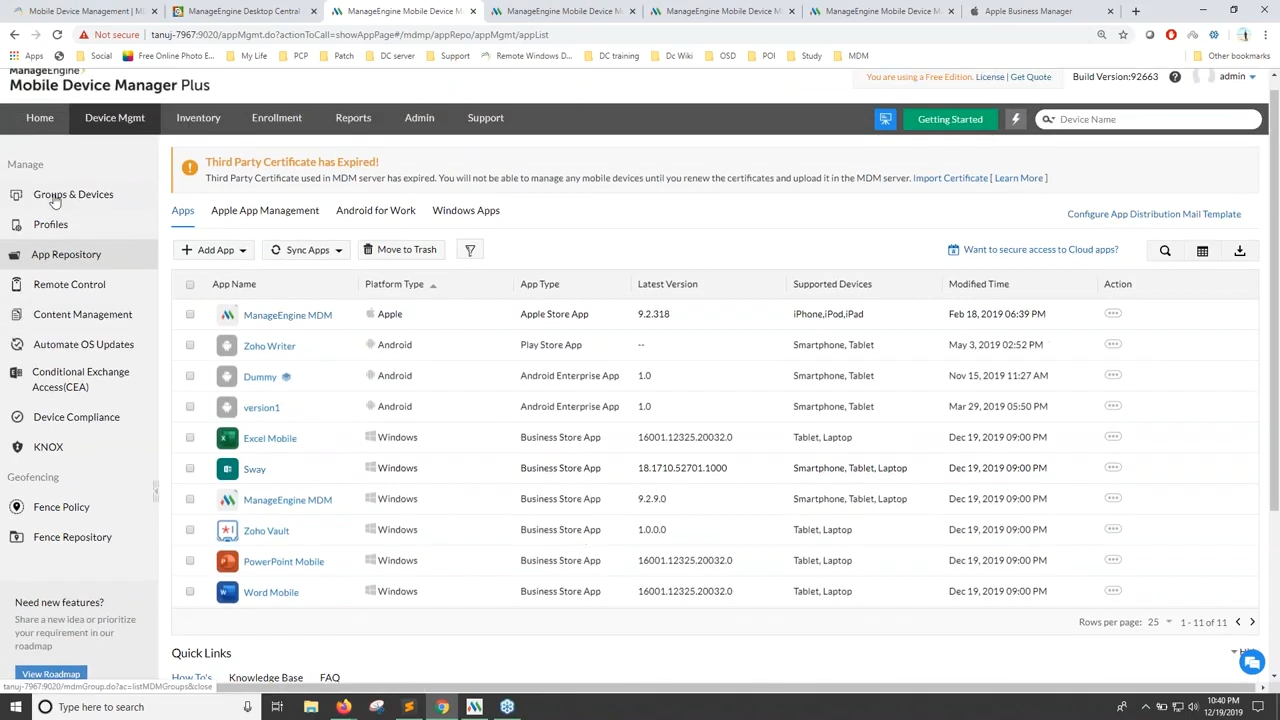 Mobile Device Management | M
ManageEngine Desktop Central
ManageEngine Mobile Device M
ManageEngine Mobile Device M
ManageEngine Mobile Device M
ManageEngine Mobile Device M
Apple Business Manager
Not secure | tanuj-7967:9020/appMgmt.do?actionToCall=showAppPage#/mdmp/appRepo/appMgmt/appList
Apps
Social
Free Online Photo E...
My Life
PCP
Patch
DC server
Support
Remote Windows D...
DC training
Dc Wiki
OSD
POI
Study
MDM
Other bookmarks
ManageEngine
Mobile Device Manager Plus
You are using a Free Edition. License | Get Quote
Build Version:92663
admin
Home
Device Mgmt
Inventory
Enrollment
Reports
Admin
Support
Getting Started
Device Name
Manage
Groups & Devices
Profiles
App Repository
Remote Control
Content Management
Automate OS Updates
Conditional Exchange
Access(CEA)
Device Compliance
KNOX
Geofencing
Fence Policy
Fence Repository
Need new features?
Share a new idea or prioritize
your requirement in our
roadmap
View Roadmap
Third Party Certificate has Expired!
Third Party Certificate used in MDM server has expired. You will not be able to manage any mobile devices until you renew the certificates and upload it in the MDM server. Import Certificate [ Learn More ]
Apps
Apple App Management
Android for Work
Windows Apps
Configure App Distribution Mail Template
Add App
Sync Apps
Move to Trash
Want to secure access to Cloud apps?
App Name Platform Type App Type Latest Version Supported Devices Modified Time Action
ManageEngine MDM Apple Apple Store App 9.2.318 iPhone,iPod,iPad Feb 18, 2019 06:39 PM
Zoho Writer Android Play Store App -- Smartphone, Tablet May 3, 2019 02:52 PM
Dummy Android Android Enterprise App 1.0 Smartphone, Tablet Nov 15, 2019 11:27 AM
version1 Android Android Enterprise App 1.0 Smartphone, Tablet Mar 29, 2019 05:50 PM
Excel Mobile Windows Business Store App 16001.12325.20032.0 Tablet, Laptop Dec 19, 2019 09:00 PM
Sway Windows Business Store App 18.1710.52701.1000 Smartphone, Tablet, Laptop Dec 19, 2019 09:00 PM
ManageEngine MDM Windows Business Store App 9.2.9.0 Smartphone, Tablet, Laptop Dec 19, 2019 09:00 PM
Zoho Vault Windows Business Store App 1.0.0.0 Tablet, Laptop Dec 19, 2019 09:00 PM
PowerPoint Mobile Windows Business Store App 16001.12325.20032.0 Tablet, Laptop Dec 19, 2019 09:00 PM
Word Mobile Windows Business Store App 16001.12325.20032.0 Tablet, Laptop Dec 19, 2019 09:00 PM
Rows per page: 25 1 - 11 of 11
Quick Links
How To's
Knowledge Base
FAQ
tanuj-7967:9020/mdmGroup.do?ac=listMDMGroups&close
Type here to search
10:40 PM
12/19/2019